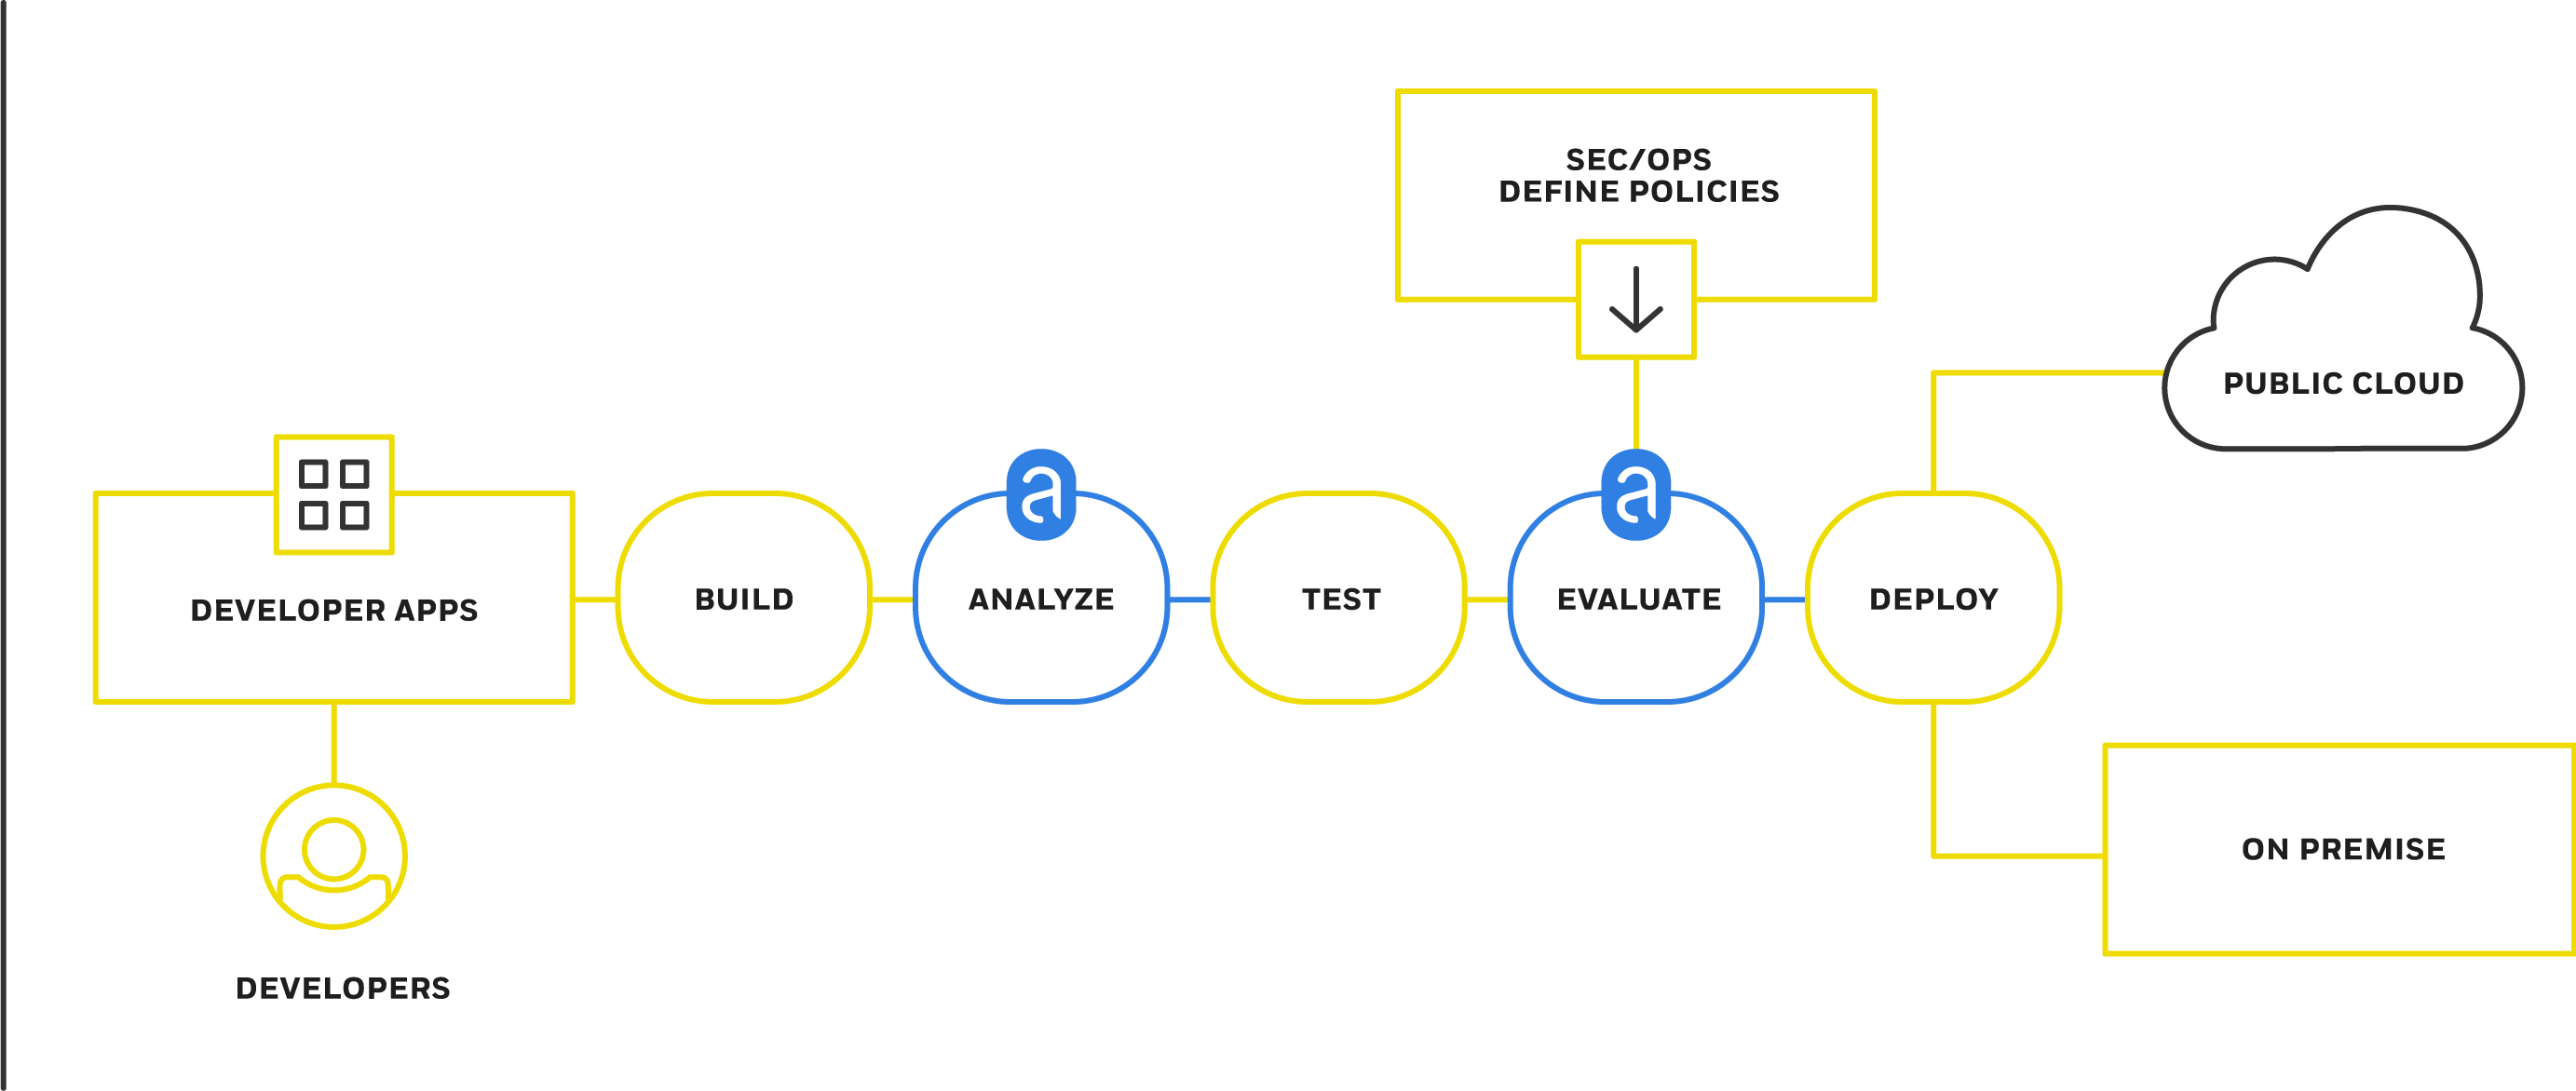 SEC/OPS
DEFINE POLICIES
PUBLIC CLOUD
a
a
DEVELOPER APPS
BUILD
ANALYZE
TEST
EVALUATE
DEPLOY
ON PREMISE
DEVELOPERS